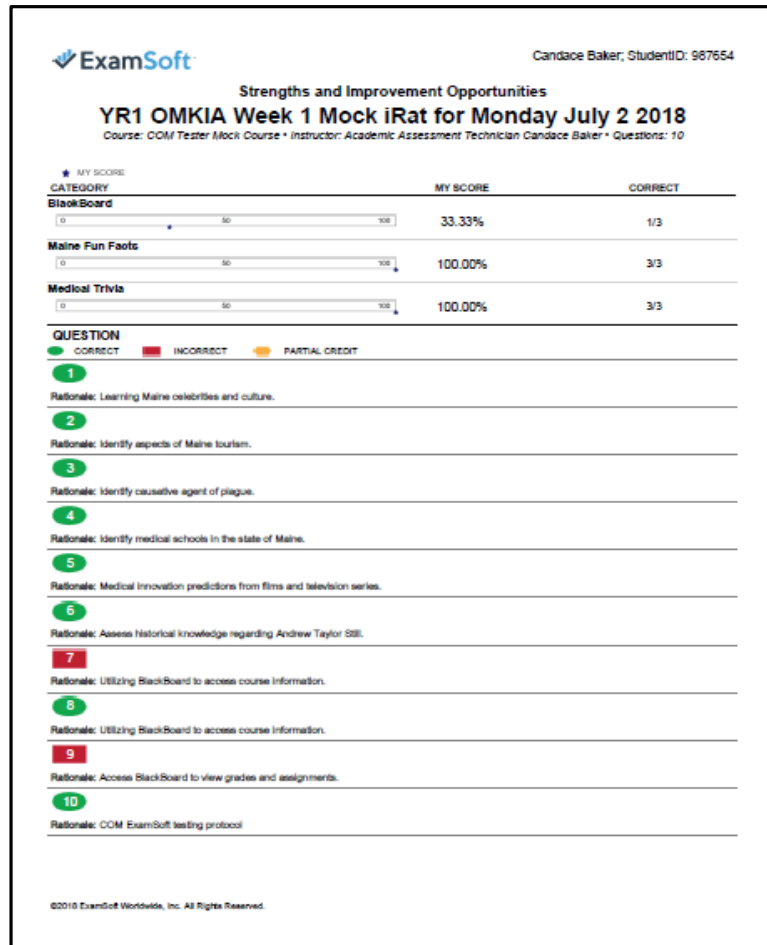 ExamSoft
Candace Baker; StudentID: 987654
Strengths and Improvement Opportunities
YR1 OMKIA Week 1 Mock iRat for Monday July 2 2018
Course: COM Tester Mock Course • Instructor: Academic Assessment Technician Candace Baker • Questions: 10
MY SCORE
CATEGORY MY SCORE CORRECT
BlackBoard
0 50 100 33.33% 1/3
Maine Fun Facts
0 50 100 100.00% 3/3
Medical Trivia
0 50 100 100.00% 3/3
QUESTION
CORRECT INCORRECT PARTIAL CREDIT
1
Rationale: Learning Maine celebrities and culture.
2
Rationale: Identify aspects of Maine tourism.
3
Rationale: Identify causative agent of plague.
4
Rationale: Identify medical schools in the state of Maine.
5
Rationale: Medical innovation predictions from films and television series.
6
Rationale: Assess historical knowledge regarding Andrew Taylor Still.
7
Rationale: Utilizing BlackBoard to access course information.
8
Rationale: Utilizing BlackBoard to access course information.
9
Rationale: Access BlackBoard to view grades and assignments.
10
Rationale: COM ExamSoft testing protocol
©2018 ExamSoft Worldwide, Inc. All Rights Reserved.